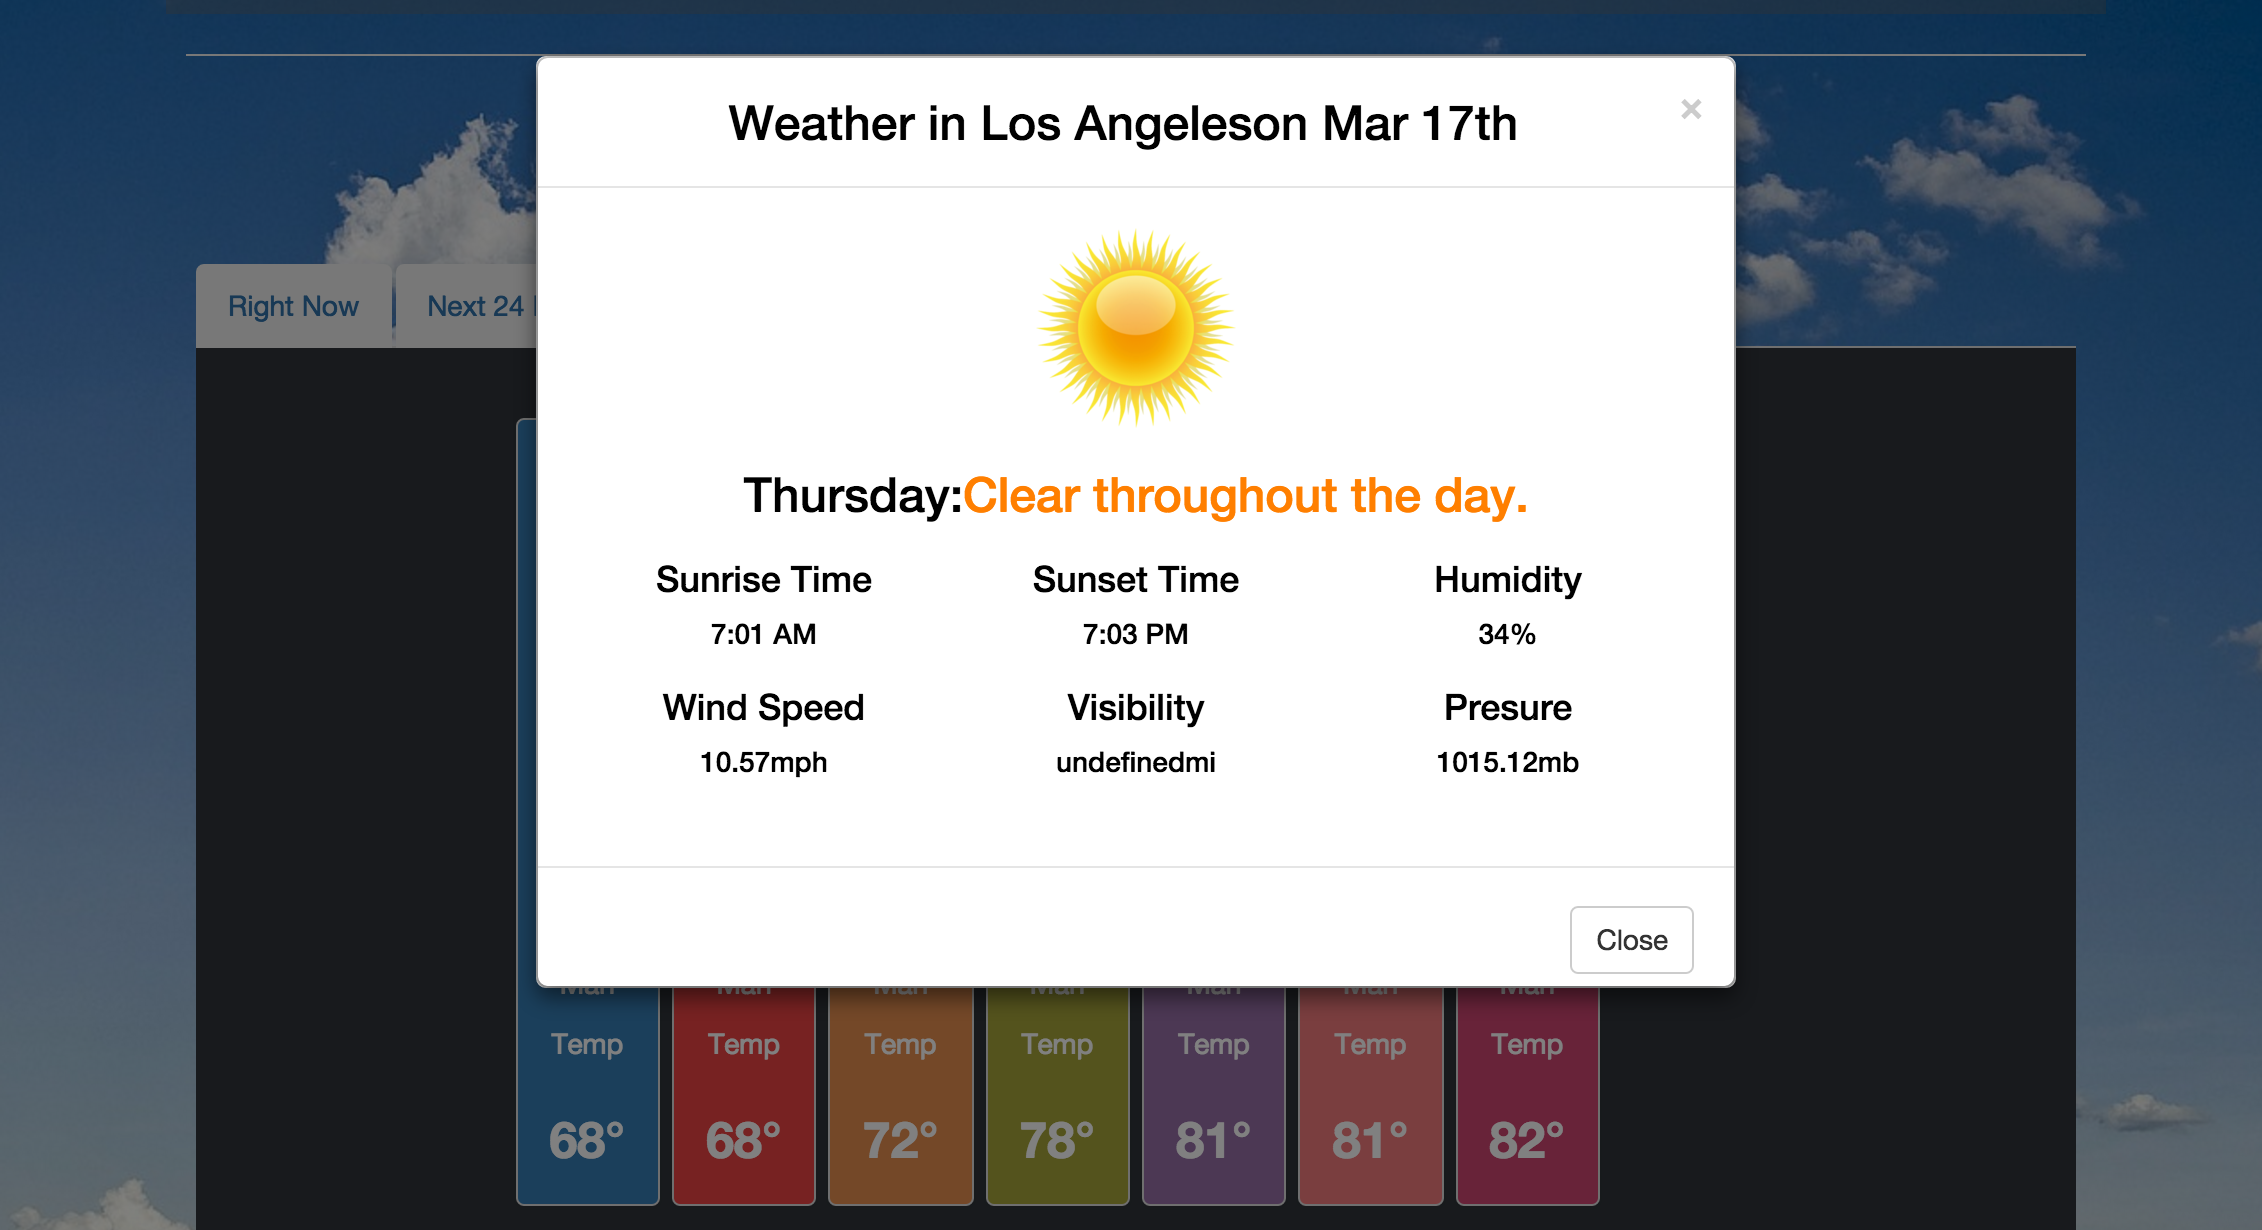 Weather in Los Angeleson Mar 17th
×
Right Now
Next 24
Thursday:Clear throughout the day.
Sunrise Time Sunset Time Humidity
7:01 AM 7:03 PM 34%
Wind Speed Visibility Presure
10.57mph undefinedmi 1015.12mb
Close
Temp Temp Temp Temp Temp Temp Temp
68° 68° 72° 78° 81° 81° 82°